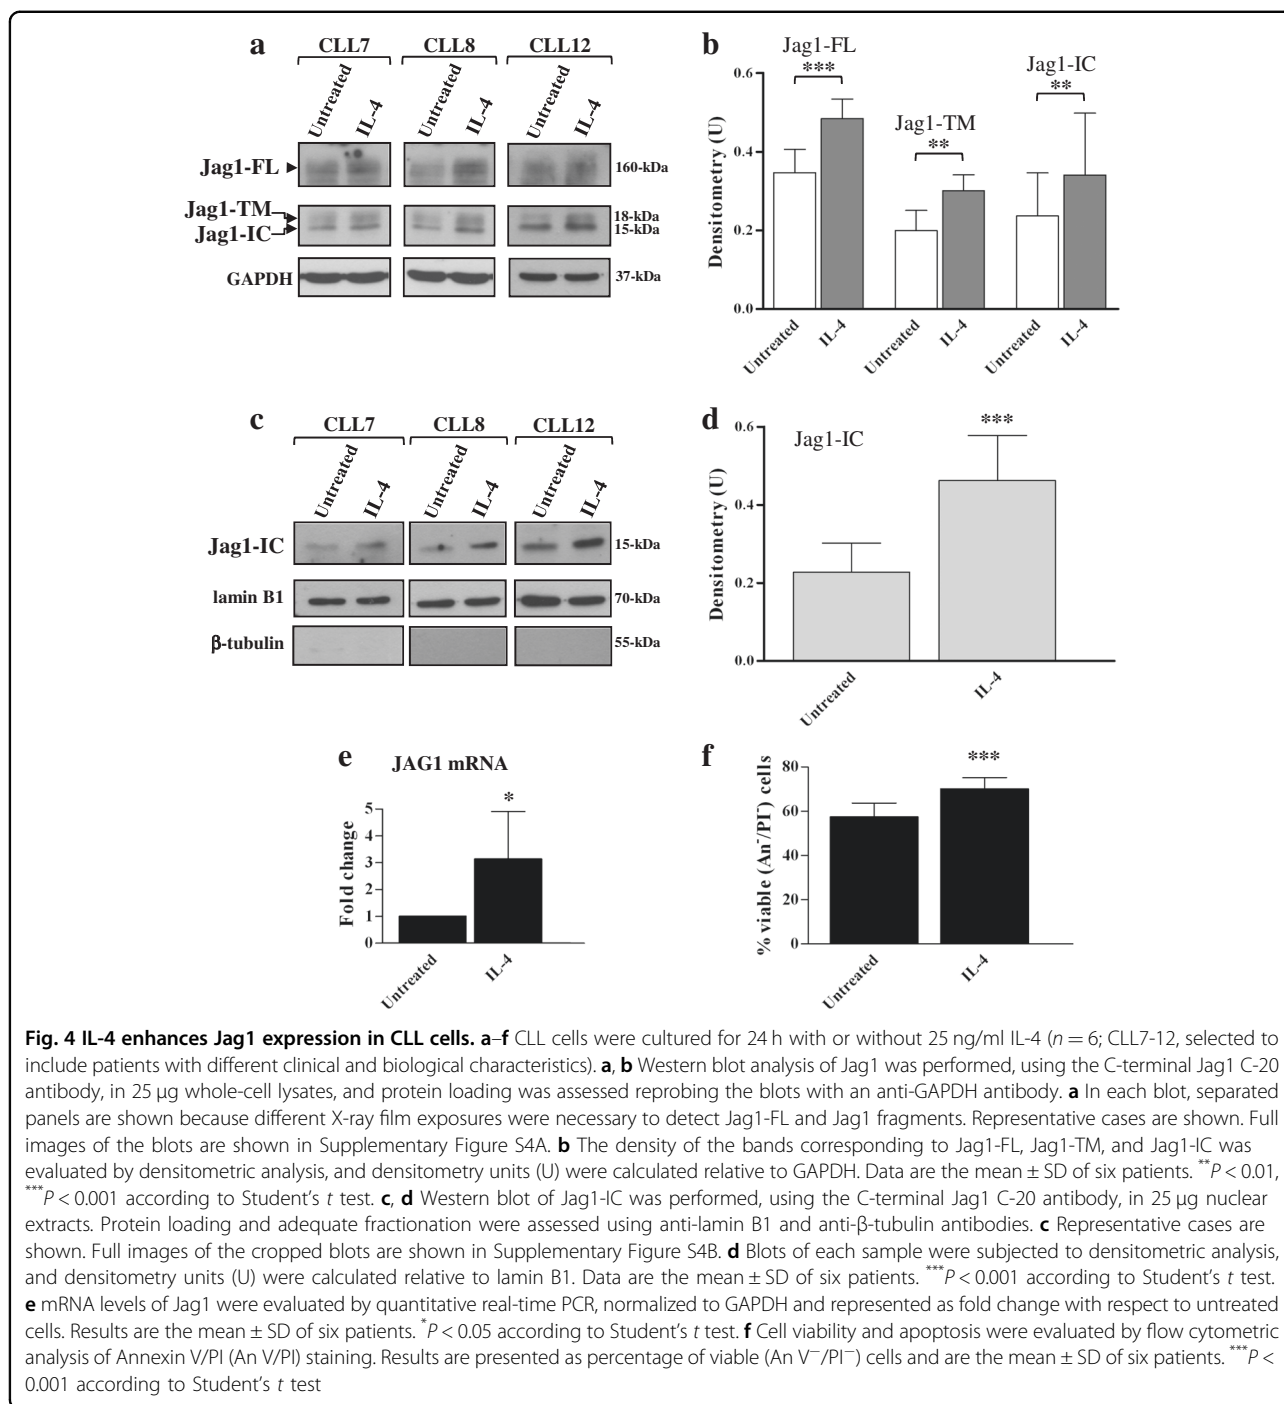 a
CLL7 CLL8 CLL12
Untreated IL-4 Untreated IL-4 Untreated IL-4
Jag1-FL 160-kDa
Jag1-TM 18-kDa
Jag1-IC 15-kDa
GAPDH 37-kDa
b
Jag1-FL
Jag1-TM
Jag1-IC
*** ** **
Densitometry (U)
0.6
0.4
0.2
0.0
Untreated IL-4 Untreated IL-4 Untreated IL-4
c
CLL7 CLL8 CLL12
Untreated IL-4 Untreated IL-4 Untreated IL-4
Jag1-IC 15-kDa
lamin B1 70-kDa
β-tubulin 55-kDa
d
Jag1-IC
***
Densitometry (U)
0.6
0.4
0.2
0.0
Untreated IL-4
e
JAG1 mRNA
*
Fold change
5
4
3
2
1
0
Untreated IL-4
f
***
% viable (An⁻/PI⁻) cells
80
60
40
20
0
Untreated IL-4
Fig. 4 IL-4 enhances Jag1 expression in CLL cells. a–f CLL cells were cultured for 24 h with or without 25 ng/ml IL-4 (n = 6; CLL7-12, selected to
include patients with different clinical and biological characteristics). a, b Western blot analysis of Jag1 was performed, using the C-terminal Jag1 C-20
antibody, in 25 µg whole-cell lysates, and protein loading was assessed reprobing the blots with an anti-GAPDH antibody. a In each blot, separated
panels are shown because different X-ray film exposures were necessary to detect Jag1-FL and Jag1 fragments. Representative cases are shown. Full
images of the blots are shown in Supplementary Figure S4A. b The density of the bands corresponding to Jag1-FL, Jag1-TM, and Jag1-IC was
evaluated by densitometric analysis, and densitometry units (U) were calculated relative to GAPDH. Data are the mean ± SD of six patients. **P < 0.01,
***P < 0.001 according to Student's t test. c, d Western blot of Jag1-IC was performed, using the C-terminal Jag1 C-20 antibody, in 25 µg nuclear
extracts. Protein loading and adequate fractionation were assessed using anti-lamin B1 and anti-β-tubulin antibodies. c Representative cases are
shown. Full images of the cropped blots are shown in Supplementary Figure S4B. d Blots of each sample were subjected to densitometric analysis,
and densitometry units (U) were calculated relative to lamin B1. Data are the mean ± SD of six patients. ***P < 0.001 according to Student's t test.
e mRNA levels of Jag1 were evaluated by quantitative real-time PCR, normalized to GAPDH and represented as fold change with respect to untreated
cells. Results are the mean ± SD of six patients. *P < 0.05 according to Student's t test. f Cell viability and apoptosis were evaluated by flow cytometric
analysis of Annexin V/PI (An V/PI) staining. Results are presented as percentage of viable (An V⁻/PI⁻) cells and are the mean ± SD of six patients. ***P <
0.001 according to Student's t test